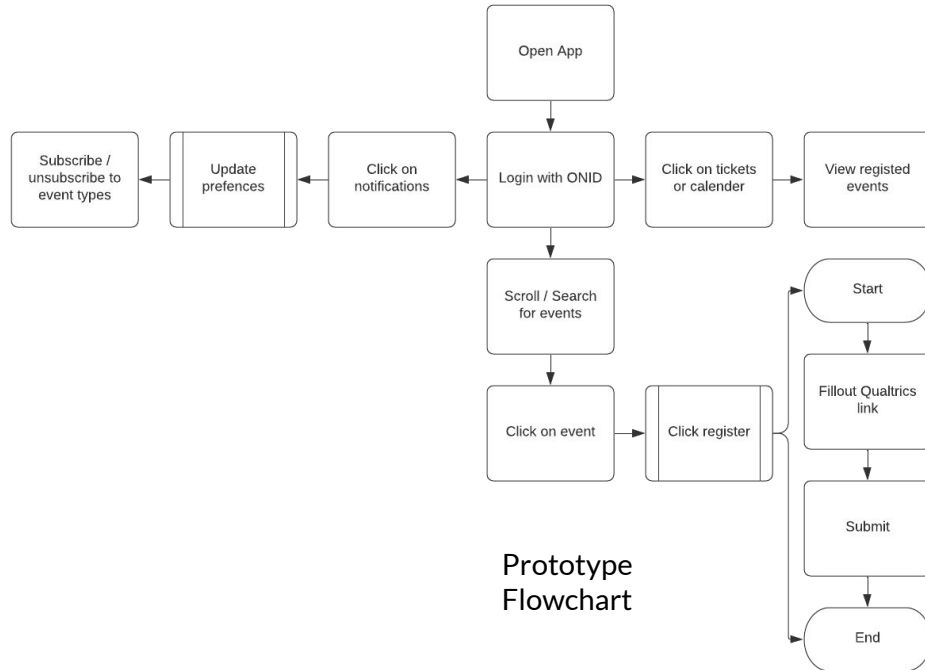 Open App
Subscribe /
unsubscribe to
event types
Update
prefences
Click on
notifications
Login with ONID
Click on tickets
or calender
View registed
events
Scroll / Search
for events
Start
Click on event
Click register
Fillout Qualtrics
link
Submit
Prototype
Flowchart
End